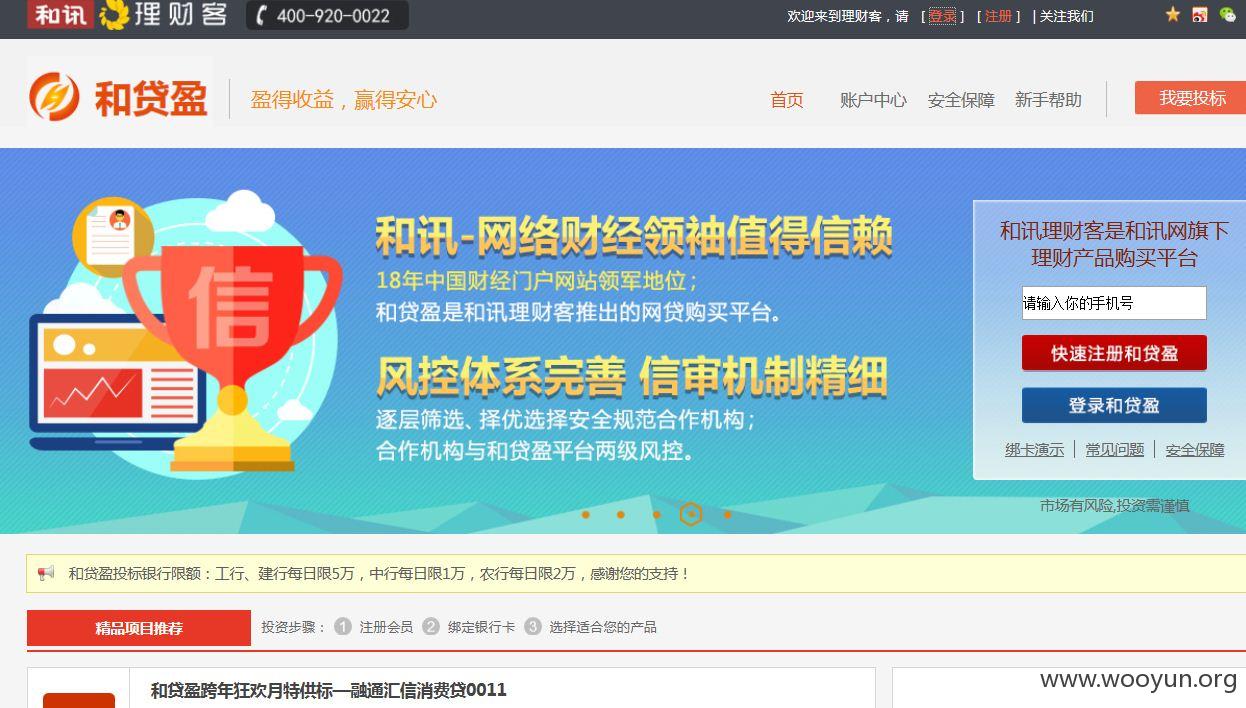 和讯 理财客 400-920-0022 欢迎来到理财客，请 [登录] [注册] | 关注我们
和贷盈 盈得收益，赢得安心 首页 账户中心 安全保障 新手帮助 我要投标
信
和讯-网络财经领袖值得信赖
18年中国财经门户网站领军地位；
和贷盈是和讯理财客推出的网贷购买平台。
风控体系完善 信审机制精细
逐层筛选、择优选择安全规范合作机构；
合作机构与和贷盈平台两级风控。
和讯理财客是和讯网旗下
理财产品购买平台
请输入你的手机号
快速注册和贷盈
登录和贷盈
绑卡演示 | 常见问题 | 安全保障
市场有风险,投资需谨慎
和贷盈投标银行限额：工行、建行每日限5万，中行每日限1万，农行每日限2万，感谢您的支持！
精品项目推荐 投资步骤： 1 注册会员 2 绑定银行卡 3 选择适合您的产品
和贷盈跨年狂欢月特供标—融通汇信消费贷0011
www.wooyun.org